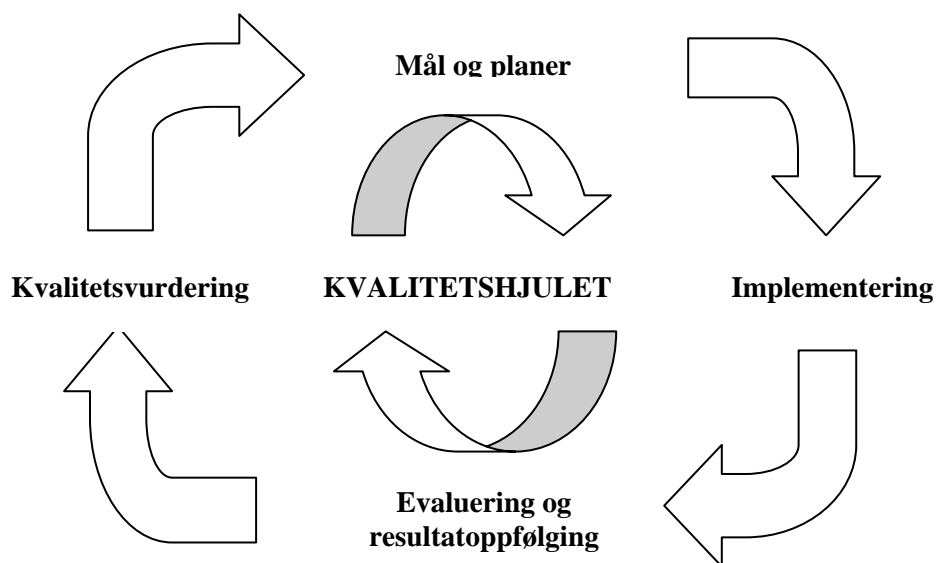 Mål og planer
Kvalitetsvurdering
KVALITETSHJULET
Implementering
Evaluering og
resultatoppfølging